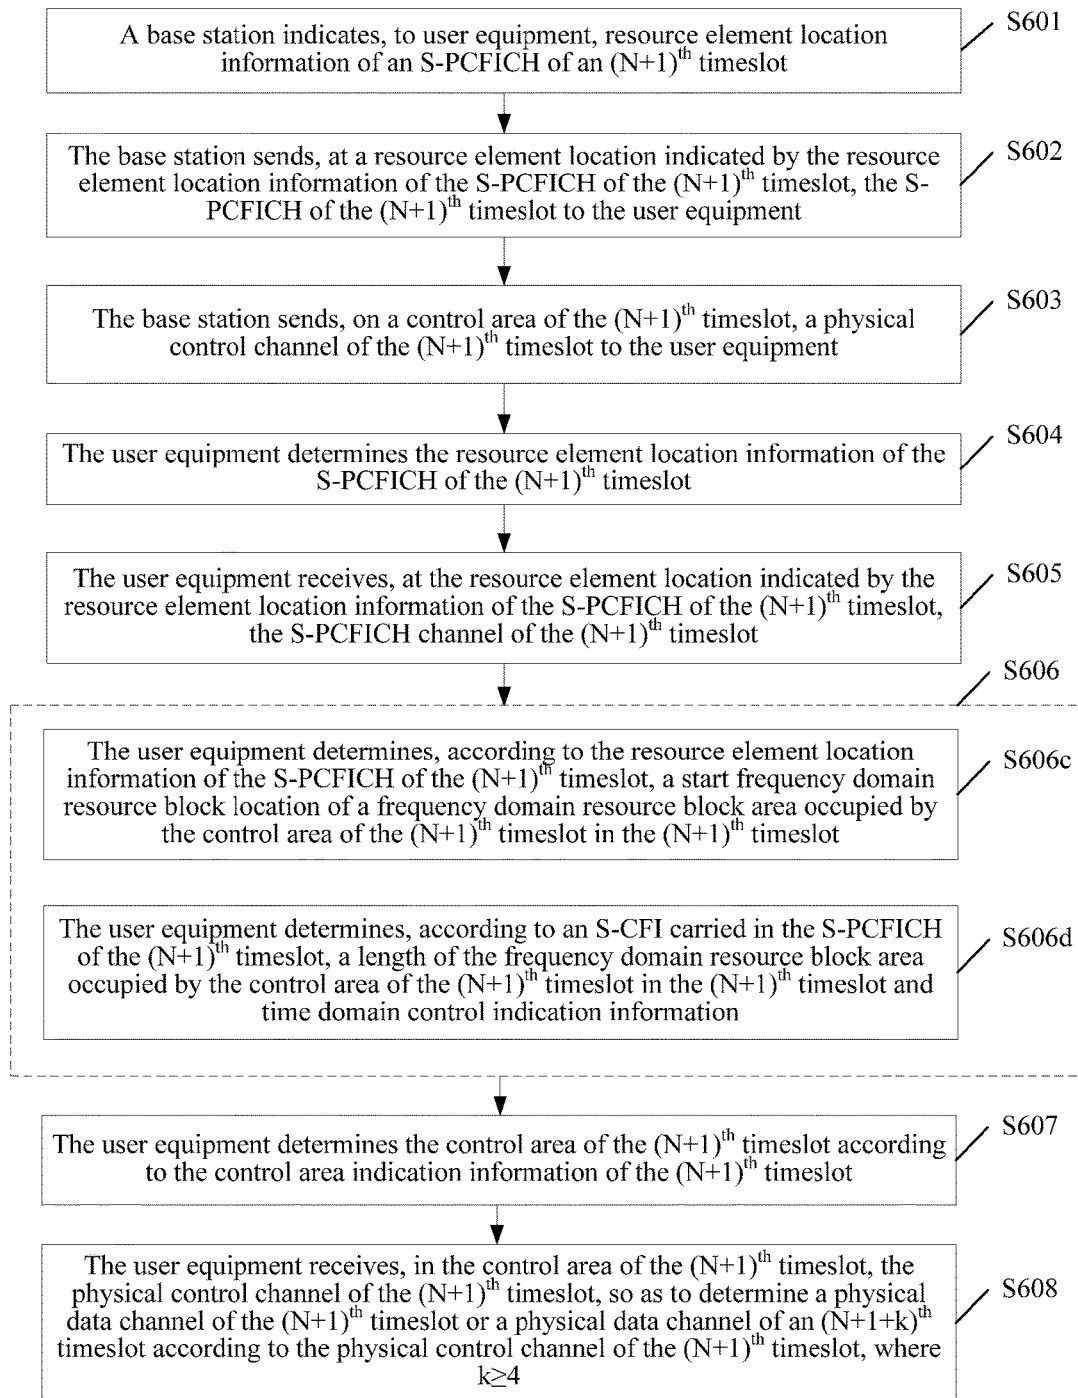 A base station indicates, to user equipment, resource element location
information of an S-PCFICH of an (N+1)th timeslot
S601
The base station sends, at a resource element location indicated by the resource
element location information of the S-PCFICH of the (N+1)th timeslot, the S-
PCFICH of the (N+1)th timeslot to the user equipment
S602
The base station sends, on a control area of the (N+1)th timeslot, a physical
control channel of the (N+1)th timeslot to the user equipment
S603
The user equipment determines the resource element location information of the
S-PCFICH of the (N+1)th timeslot
S604
The user equipment receives, at the resource element location indicated by the
resource element location information of the S-PCFICH of the (N+1)th timeslot,
the S-PCFICH channel of the (N+1)th timeslot
S605
S606
The user equipment determines, according to the resource element location
information of the S-PCFICH of the (N+1)th timeslot, a start frequency domain
resource block location of a frequency domain resource block area occupied by
the control area of the (N+1)th timeslot in the (N+1)th timeslot
S606c
The user equipment determines, according to an S-CFI carried in the S-PCFICH
of the (N+1)th timeslot, a length of the frequency domain resource block area
occupied by the control area of the (N+1)th timeslot in the (N+1)th timeslot and
time domain control indication information
S606d
The user equipment determines the control area of the (N+1)th timeslot according
to the control area indication information of the (N+1)th timeslot
S607
The user equipment receives, in the control area of the (N+1)th timeslot, the
physical control channel of the (N+1)th timeslot, so as to determine a physical
data channel of the (N+1)th timeslot or a physical data channel of an (N+1+k)th
timeslot according to the physical control channel of the (N+1)th timeslot, where
k≥4
S608